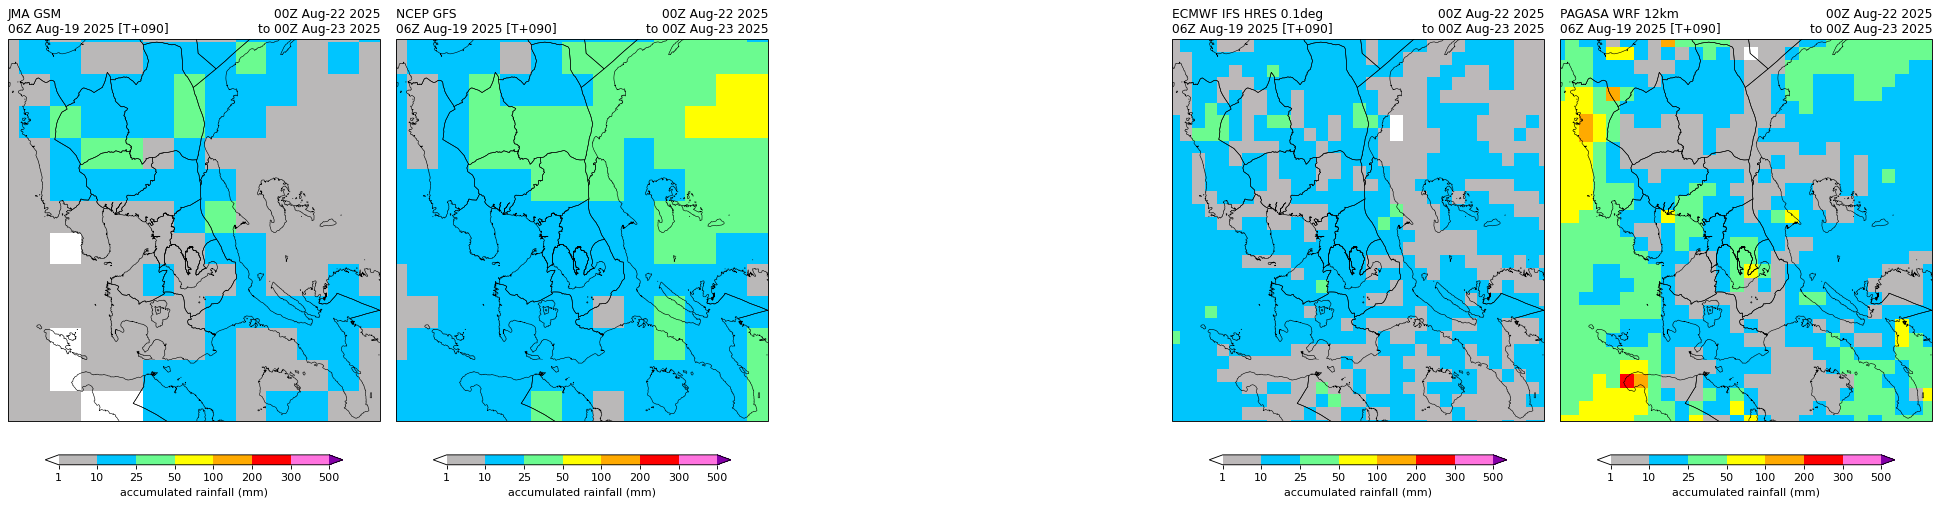 JMA GSM 00Z Aug-22 2025
06Z Aug-19 2025 [T+090] to 00Z Aug-23 2025
NCEP GFS 00Z Aug-22 2025
06Z Aug-19 2025 [T+090] to 00Z Aug-23 2025
ECMWF IFS HRES 0.1deg 00Z Aug-22 2025
06Z Aug-19 2025 [T+090] to 00Z Aug-23 2025
PAGASA WRF 12km 00Z Aug-22 2025
06Z Aug-19 2025 [T+090] to 00Z Aug-23 2025
1 10 25 50 100 200 300 500
accumulated rainfall (mm)
1 10 25 50 100 200 300 500
accumulated rainfall (mm)
1 10 25 50 100 200 300 500
accumulated rainfall (mm)
1 10 25 50 100 200 300 500
accumulated rainfall (mm)